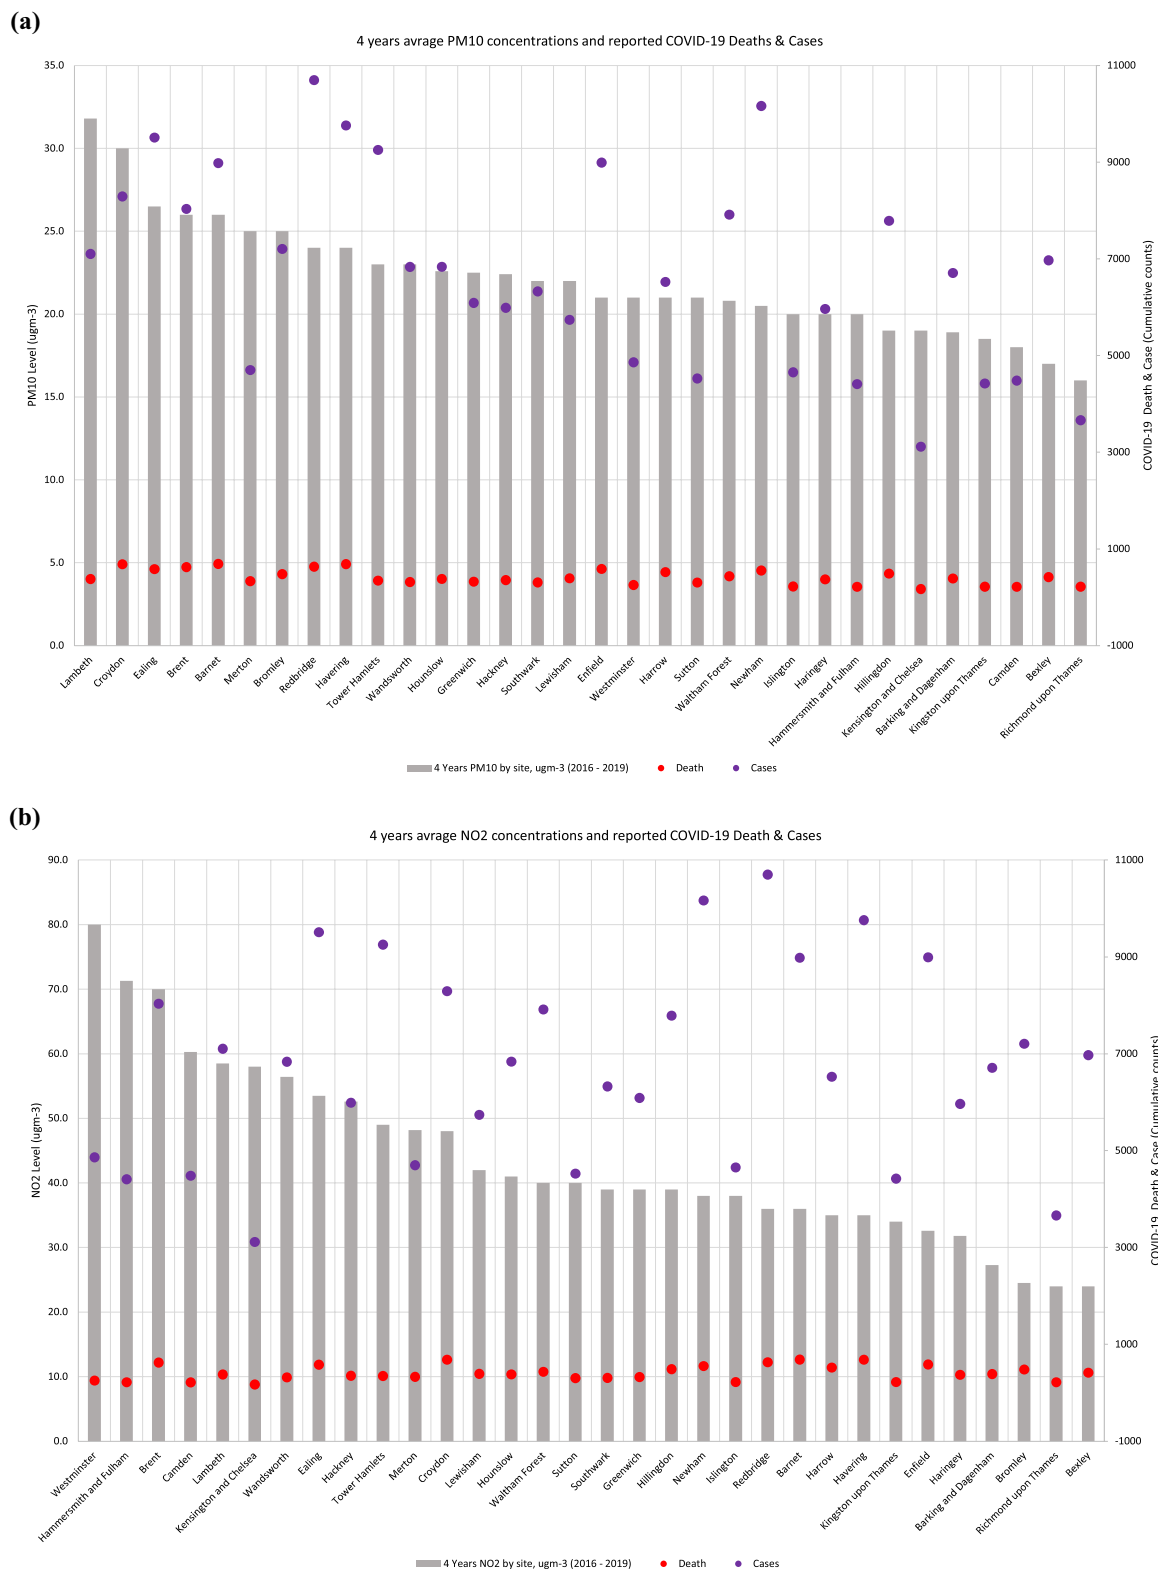 (a)
4 years avrage PM10 concentrations and reported COVID-19 Deaths & Cases
35.0
30.0
25.0
20.0
15.0
10.0
5.0
0.0
PM10 Level (ugm-3)
11000
9000
7000
5000
3000
1000
-1000
COVID-19 Death & Case (Cumulative counts)
Lambeth
Croydon
Ealing
Brent
Barnet
Merton
Bromley
Redbridge
Havering
Tower Hamlets
Wandsworth
Hounslow
Greenwich
Hackney
Southwark
Lewisham
Enfield
Westminster
Harrow
Sutton
Waltham Forest
Newham
Islington
Haringey
Hammersmith and Fulham
Hillingdon
Kensington and Chelsea
Barking and Dagenham
Kingston upon Thames
Camden
Bexley
Richmond upon Thames
4 Years PM10 by site, ugm-3 (2016 - 2019)
Death
Cases
(b)
4 years avrage NO2 concentrations and reported COVID-19 Death & Cases
90.0
80.0
70.0
60.0
50.0
40.0
30.0
20.0
10.0
0.0
NO2 Level (ugm-3)
11000
9000
7000
5000
3000
1000
-1000
COVID-19 Death & Case (Cumulative counts)
Westminster
Hammersmith and Fulham
Brent
Camden
Lambeth
Kensington and Chelsea
Wandsworth
Ealing
Hackney
Tower Hamlets
Merton
Croydon
Lewisham
Hounslow
Waltham Forest
Sutton
Southwark
Greenwich
Hillingdon
Newham
Islington
Redbridge
Barnet
Harrow
Havering
Kingston upon Thames
Enfield
Haringey
Barking and Dagenham
Bromley
Richmond upon Thames
Bexley
4 Years NO2 by site, ugm-3 (2016 - 2019)
Death
Cases